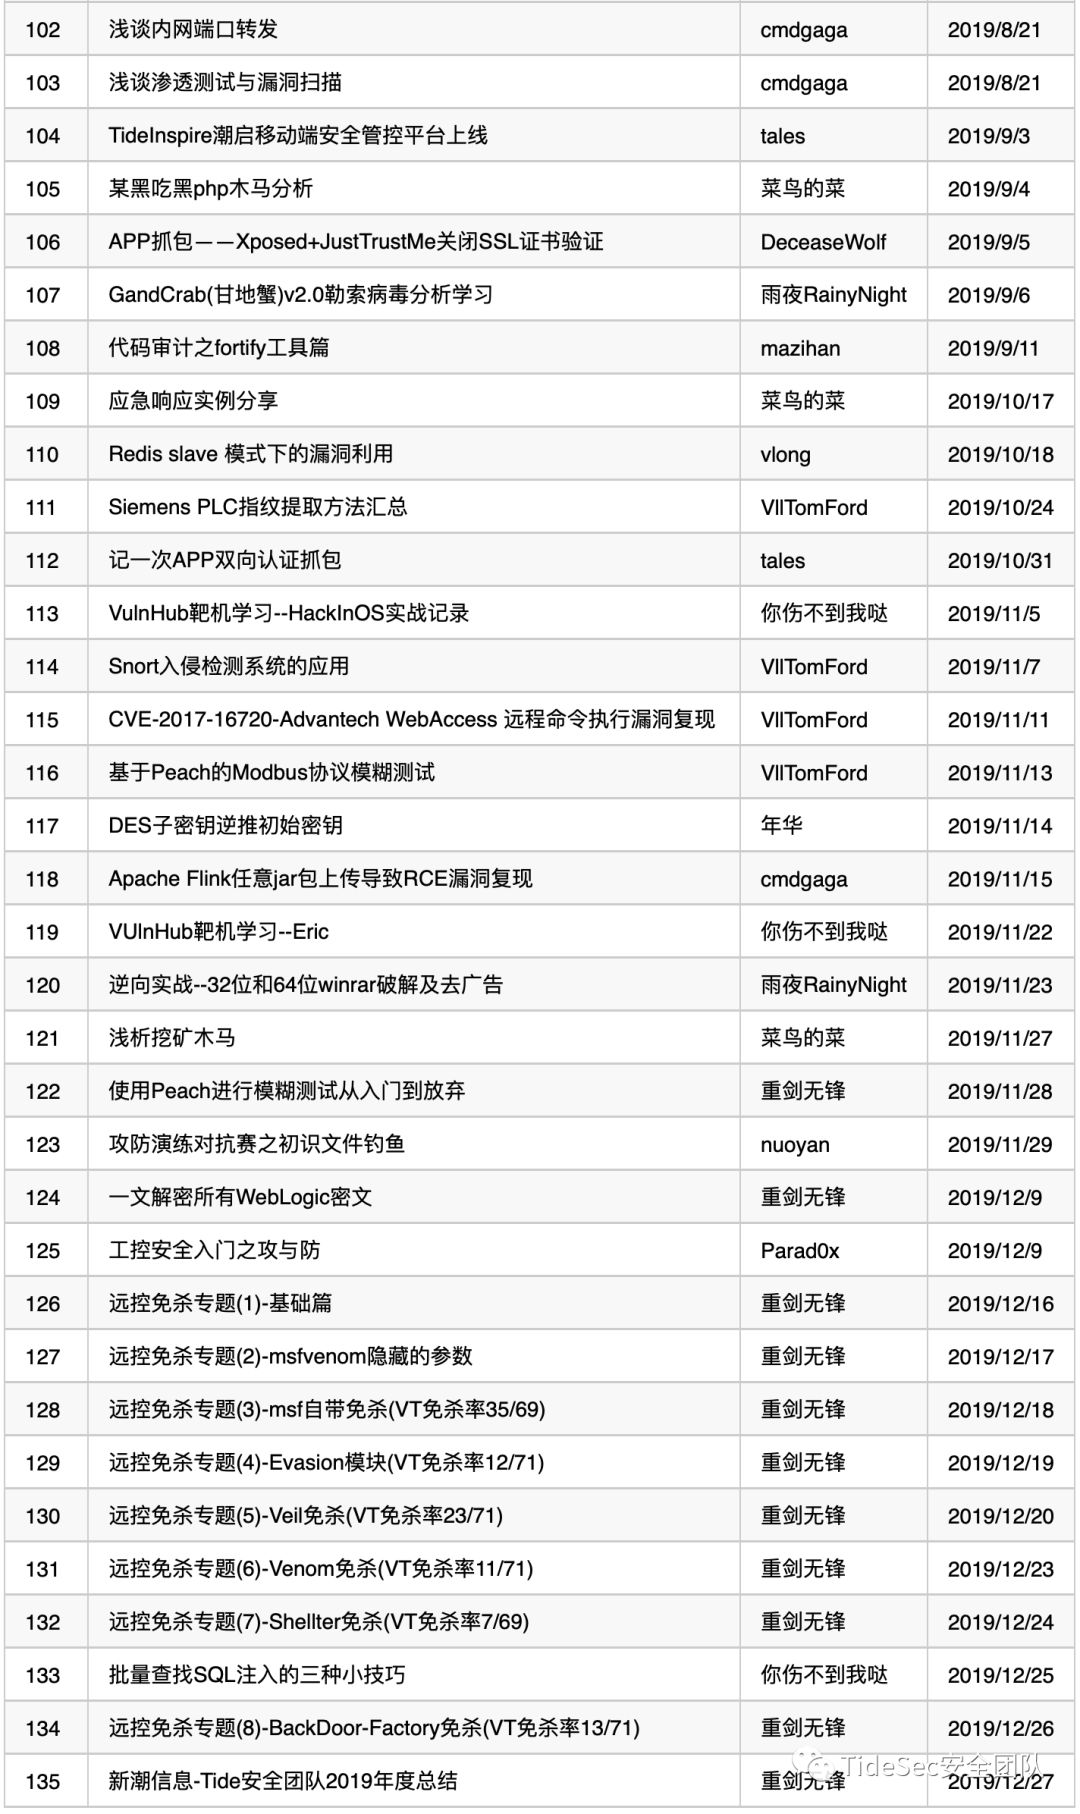 102 浅谈内网端口转发 cmdgaga 2019/8/21
103 浅谈渗透测试与漏洞扫描 cmdgaga 2019/8/21
104 TideInspire潮启移动端安全管控平台上线 tales 2019/9/3
105 某黑吃黑php木马分析 菜鸟的菜 2019/9/4
106 APP抓包——Xposed+JustTrustMe关闭SSL证书验证 DeceaseWolf 2019/9/5
107 GandCrab(甘地蟹)v2.0勒索病毒分析学习 雨夜RainyNight 2019/9/6
108 代码审计之fortify工具篇 mazihan 2019/9/11
109 应急响应实例分享 菜鸟的菜 2019/10/17
110 Redis slave 模式下的漏洞利用 vlong 2019/10/18
111 Siemens PLC指纹提取方法汇总 VllTomFord 2019/10/24
112 记一次APP双向认证抓包 tales 2019/10/31
113 VulnHub靶机学习--HackInOS实战记录 你伤不到我哒 2019/11/5
114 Snort入侵检测系统的应用 VllTomFord 2019/11/7
115 CVE-2017-16720-Advantech WebAccess 远程命令执行漏洞复现 VllTomFord 2019/11/11
116 基于Peach的Modbus协议模糊测试 VllTomFord 2019/11/13
117 DES子密钥逆推初始密钥 年华 2019/11/14
118 Apache Flink任意jar包上传导致RCE漏洞复现 cmdgaga 2019/11/15
119 VUlnHub靶机学习--Eric 你伤不到我哒 2019/11/22
120 逆向实战--32位和64位winrar破解及去广告 雨夜RainyNight 2019/11/23
121 浅析挖矿木马 菜鸟的菜 2019/11/27
122 使用Peach进行模糊测试从入门到放弃 重剑无锋 2019/11/28
123 攻防演练对抗赛之初识文件钓鱼 nuoyan 2019/11/29
124 一文解密所有WebLogic密文 重剑无锋 2019/12/9
125 工控安全入门之攻与防 Parad0x 2019/12/9
126 远控免杀专题(1)-基础篇 重剑无锋 2019/12/16
127 远控免杀专题(2)-msfvenom隐藏的参数 重剑无锋 2019/12/17
128 远控免杀专题(3)-msf自带免杀(VT免杀率35/69) 重剑无锋 2019/12/18
129 远控免杀专题(4)-Evasion模块(VT免杀率12/71) 重剑无锋 2019/12/19
130 远控免杀专题(5)-Veil免杀(VT免杀率23/71) 重剑无锋 2019/12/20
131 远控免杀专题(6)-Venom免杀(VT免杀率11/71) 重剑无锋 2019/12/23
132 远控免杀专题(7)-Shellter免杀(VT免杀率7/69) 重剑无锋 2019/12/24
133 批量查找SQL注入的三种小技巧 你伤不到我哒 2019/12/25
134 远控免杀专题(8)-BackDoor-Factory免杀(VT免杀率13/71) 重剑无锋 2019/12/26
TideSec安全团队
135 新潮信息-Tide安全团队2019年度总结 重剑无锋 2019/12/27